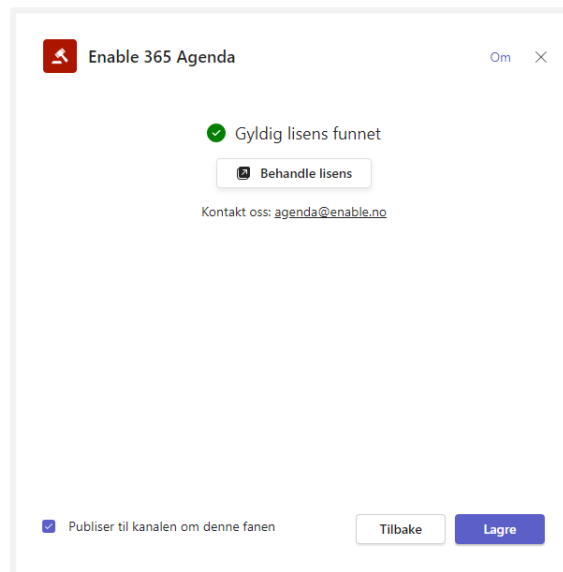 Enable 365 Agenda
Om
Gyldig lisens funnet
Behandle lisens
Kontakt oss: agenda@enable.no
Publiser til kanalen om denne fanen
Tilbake
Lagre